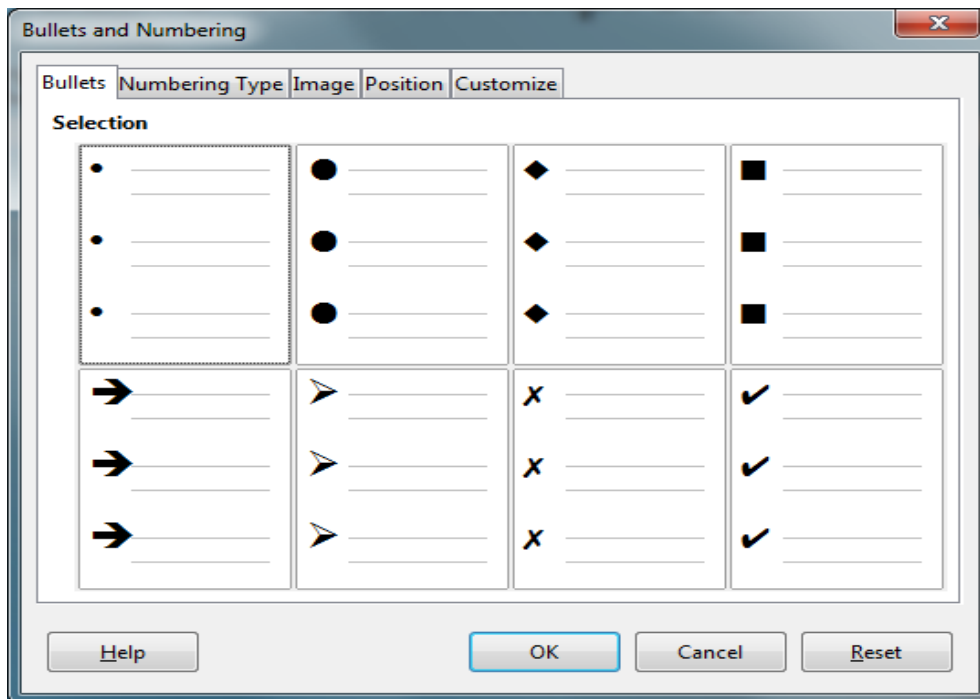 Bullets and Numbering
Bullets Numbering Type Image Position Customize
Selection
Help OK Cancel Reset